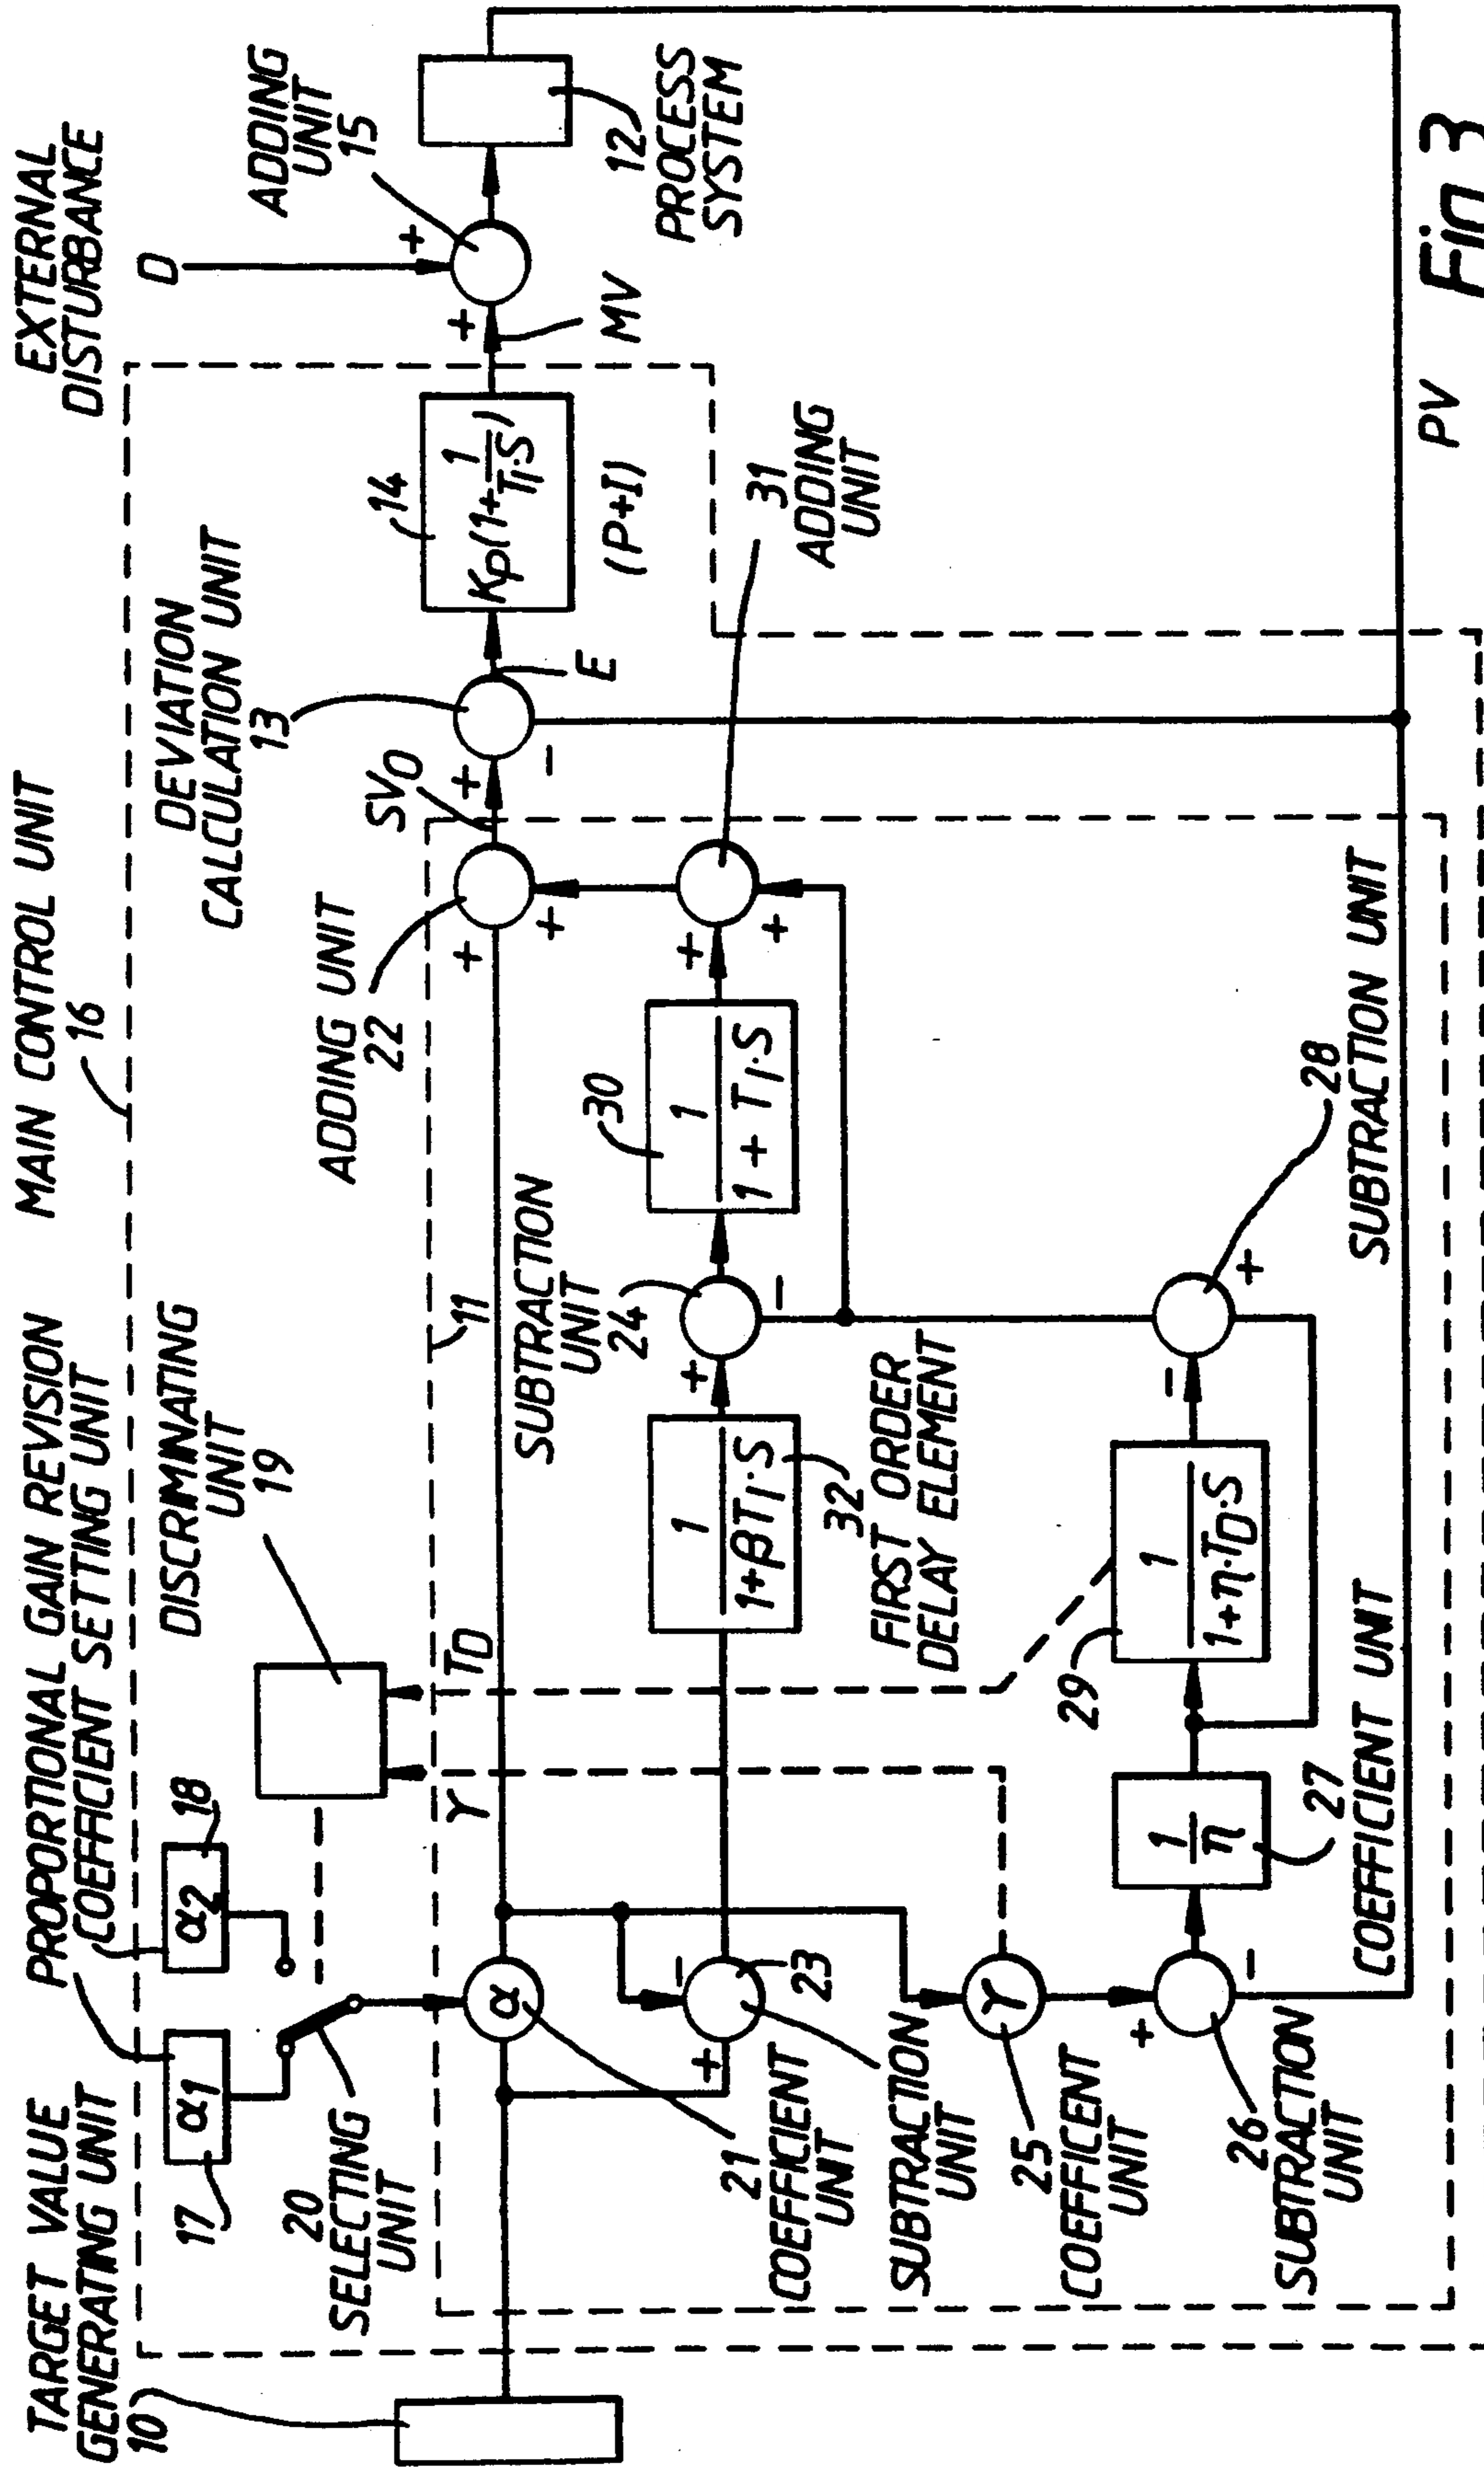 TARGET VALUE
GENERATING UNIT
10
PROPORTIONAL GAIN REVISION
COEFFICIENT SETTING UNIT
MAIN CONTROL UNIT
16
EXTERNAL
DISTURBANCE
D
17
α1
18
α2
20
SELECTING
UNIT
DISCRIMINATING
UNIT
19
γ
TD
11
ADDING UNIT
22
DEVIATION
CALCULATION UNIT
13
SVO
+
+
+
−
E
14
KP(1+ 1
TI·S)
(P+I)
MV
+
+
ADDING
UNIT
15
12
PROCESS
SYSTEM
α
21
COEFFICIENT
UNIT
+
−
23
SUBTRACTION
UNIT
1
1+βTI·S
32
FIRST ORDER
DELAY ELEMENT
SUBTRACTION
UNIT
24
+
−
30
1
1 + TI·S
+
+
31
ADDING
UNIT
γ
25
COEFFICENT
UNIT
+
−
26
SUBTRACTION
UNIT
1
η
27
COEFFICIENT UNIT
29
1
1+η·TD·S
−
+
28
SUBTRACTION UNIT
PV
Fig 3